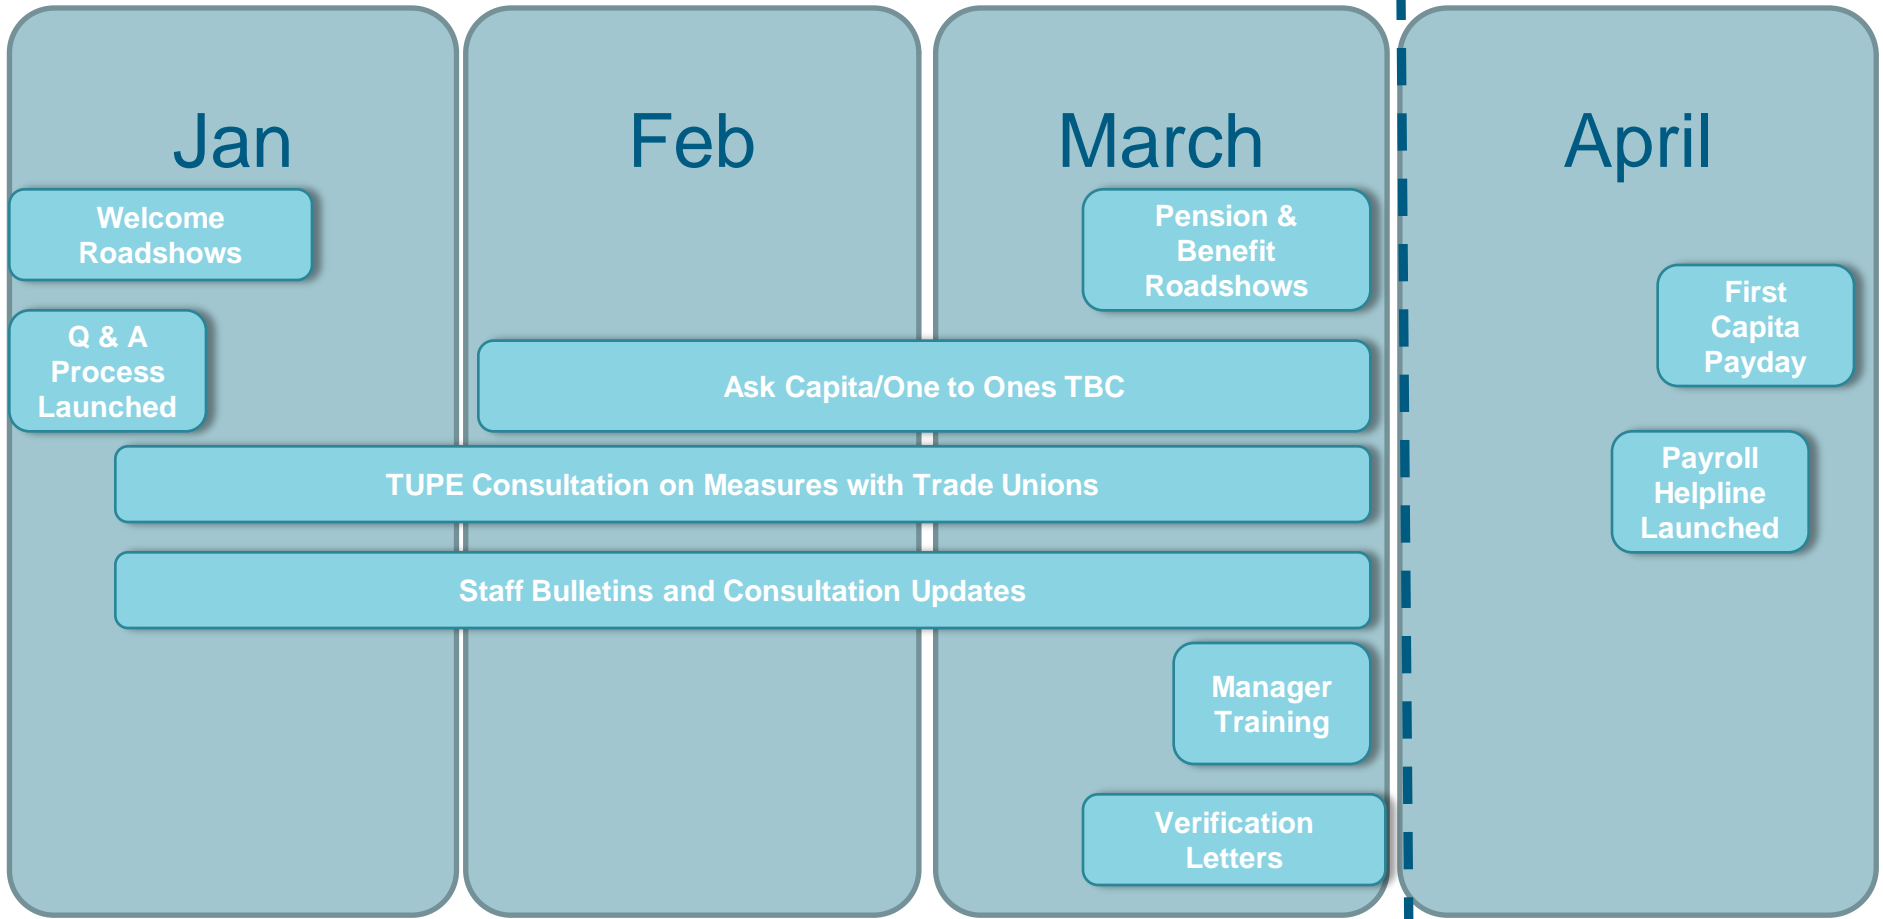 Jan
Feb
March
April
Welcome
Roadshows
Pension &
Benefit
Roadshows
First
Capita
Payday
Q & A
Process
Launched
Ask Capita/One to Ones TBC
TUPE Consultation on Measures with Trade Unions
Payroll
Helpline
Launched
Staff Bulletins and Consultation Updates
Manager
Training
Verification
Letters